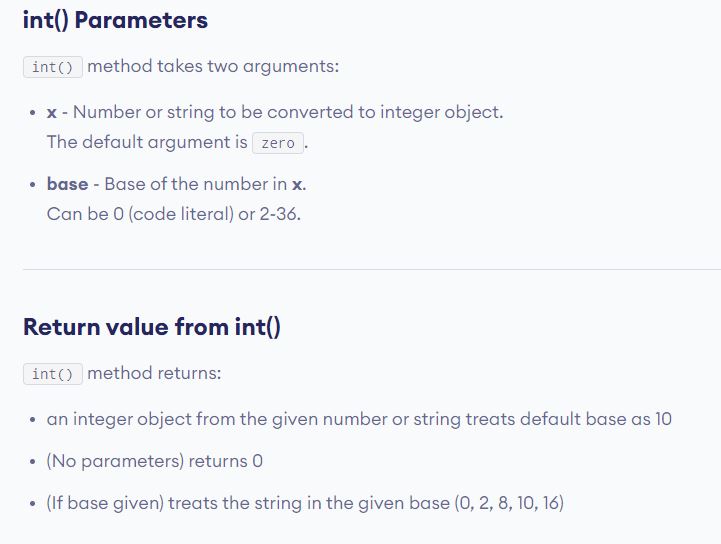 int() Parameters
int() method takes two arguments:
x - Number or string to be converted to integer object.
The default argument is zero.
base - Base of the number in x.
Can be 0 (code literal) or 2-36.
Return value from int()
int() method returns:
an integer object from the given number or string treats default base as 10
(No parameters) returns 0
(If base given) treats the string in the given base (0, 2, 8, 10, 16)